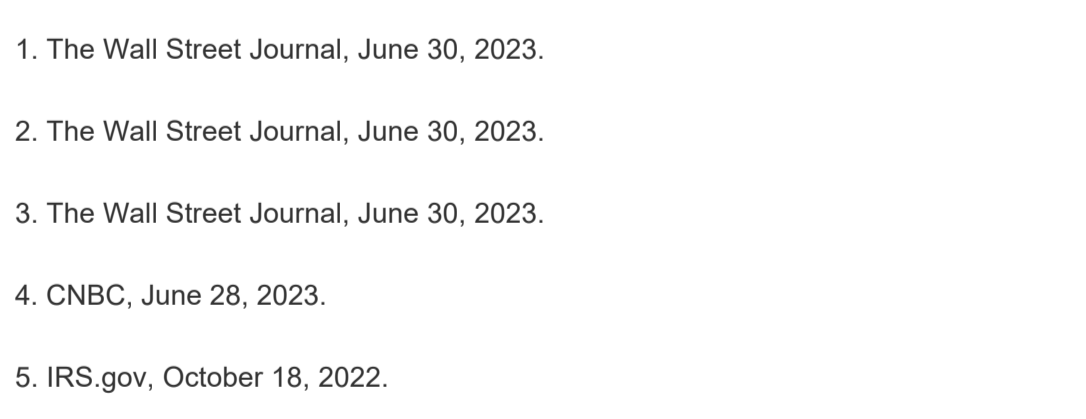 1. The Wall Street Journal, June 30, 2023.
2. The Wall Street Journal, June 30, 2023.
3. The Wall Street Journal, June 30, 2023.
4. CNBC, June 28, 2023.
5. IRS.gov, October 18, 2022.